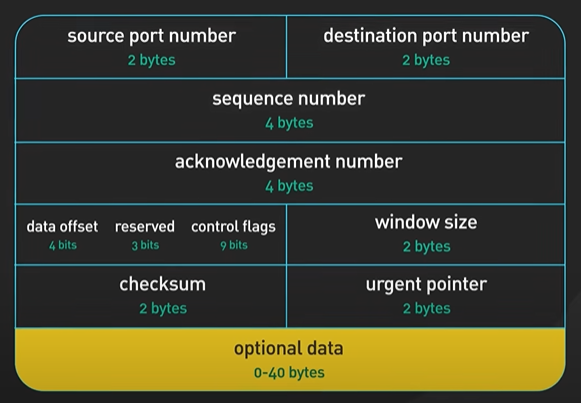 source port number
destination port number
2 bytes
2 bytes
sequence number
4 bytes
acknowledgement number
4 bytes
data offset
reserved
control flags
4 bits
3 bits
9 bits
window size
2 bytes
checksum
2 bytes
urgent pointer
2 bytes
optional data
0-40 bytes